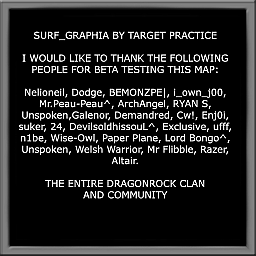 SURF_GRAPHIA BY TARGET PRACTICE
I WOULD LIKE TO THANK THE FOLLOWING
PEOPLE FOR BETA TESTING THIS MAP:
Nelioneil, Dodge, BEMONZPE|, i_own_j00,
Mr.Peau-Peau^, ArchAngel, RYAN S,
Unspoken,Galenor, Demandred, Cw!, Enj0i,
suker, 24, DevilsoldhissouL^, Exclusive, ufff,
n1be, Wise-Owl, Paper Plane, Lord Bongo^,
Unspoken, Welsh Warrior, Mr Flibble, Razer,
Altair.
THE ENTIRE DRAGONROCK CLAN
AND COMMUNITY